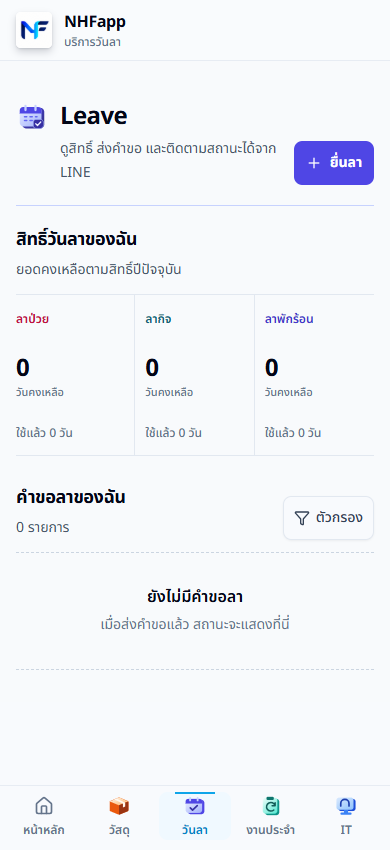 NHFapp
บริการวันลา
Leave
ดูสิทธิ์ ส่งคำขอ และติดตามสถานะได้จาก
LINE
ยื่นลา
สิทธิ์วันลาของฉัน
ยอดคงเหลือตามสิทธิ์ปีปัจจุบัน
ลาป่วย
0
วันคงเหลือ
ใช้แล้ว 0 วัน
ลากิจ
0
วันคงเหลือ
ใช้แล้ว 0 วัน
ลาพักร้อน
0
วันคงเหลือ
ใช้แล้ว 0 วัน
คำขอลาของฉัน
0 รายการ
ตัวกรอง
ยังไม่มีคำขอลา
เมื่อส่งคำขอแล้ว สถานะจะแสดงที่นี่
หน้าหลัก
วัสดุ
วันลา
งานประจำ
IT